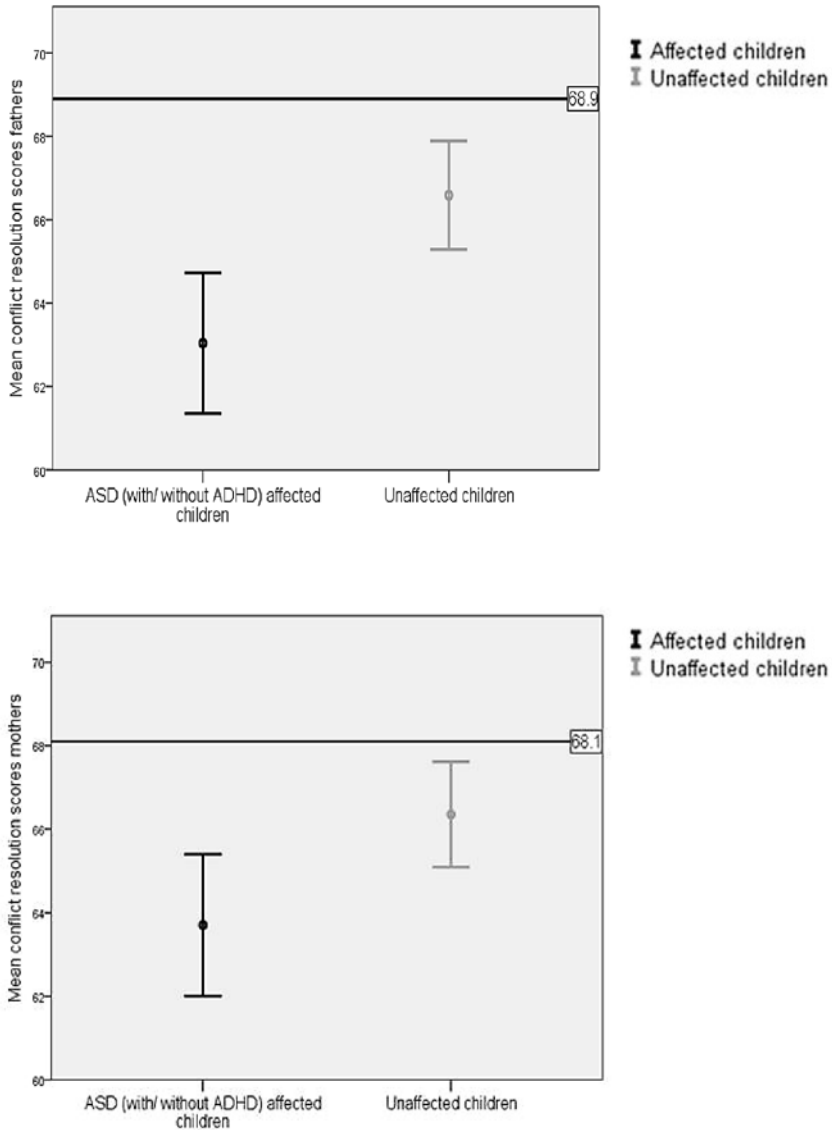 Mean conflict resolution scores fathers
70
68
66
64
62
60
68.9
ASD (with/ without ADHD) affected
children
Unaffected children
Affected children
Unaffected children
Mean conflict resolution scores mothers
70
68
66
64
62
60
68.1
ASD (with/ without ADHD) affected
children
Unaffected children
Affected children
Unaffected children